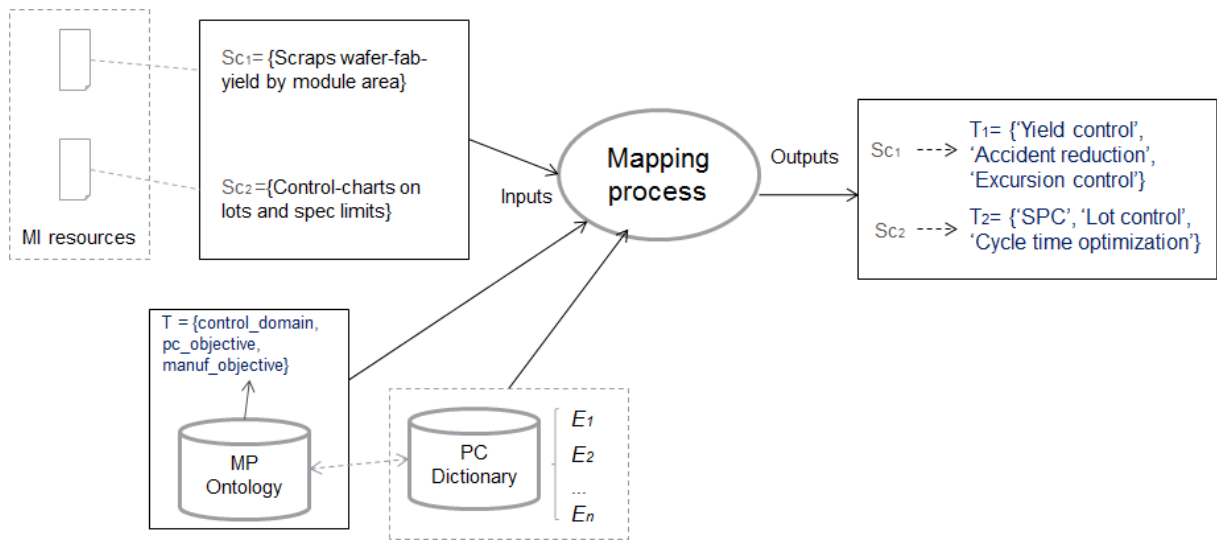 Sc1= {Scraps wafer-fab-
yield by module area}
Sc2 ={Control-charts on
lots and spec limits}
MI resources
Mapping
process
Inputs
Outputs
Sc1
T1= {‘Yield control’,
‘Accident reduction’,
‘Excursion control’}
Sc2
T2= {‘SPC’, ‘Lot control’,
‘Cycle time optimization’}
T = {control_domain,
pc_objective,
manuf_objective}
MP
Ontology
PC
Dictionary
E1
E2
...
En